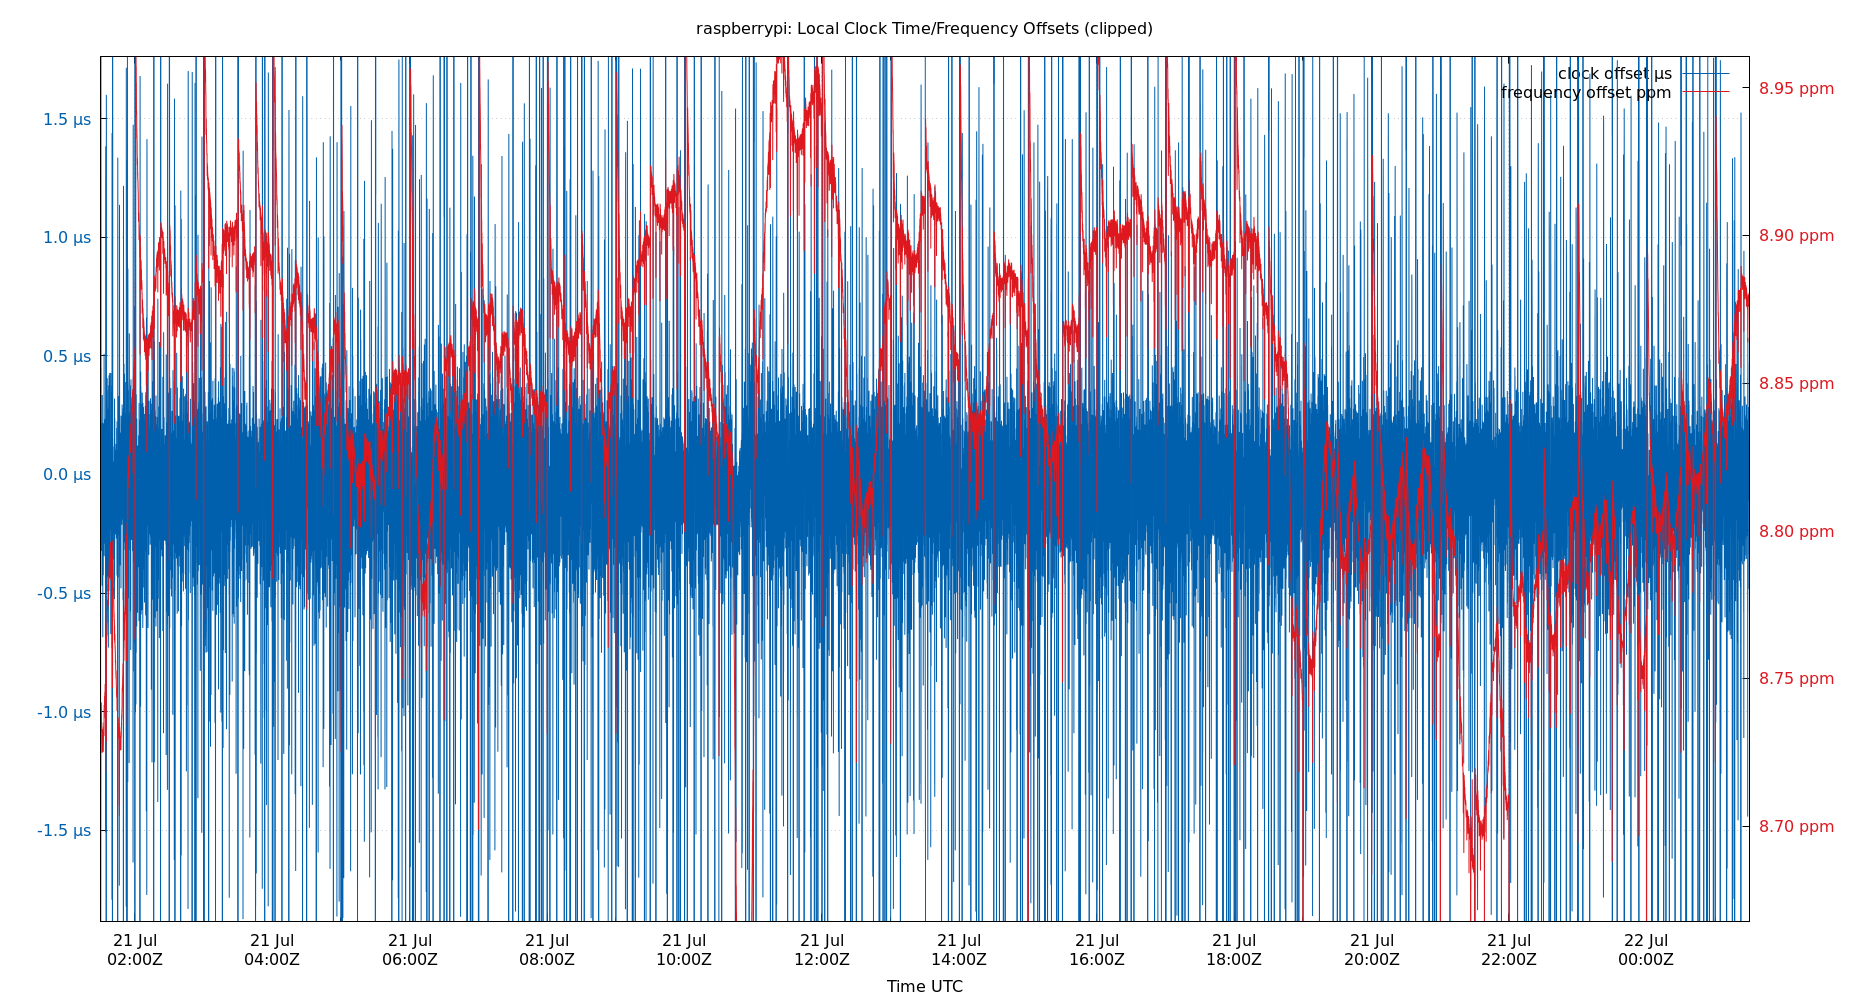 raspberrypi: Local Clock Time/Frequency Offsets (clipped)
clock offset µs
frequency offset ppm
1.5 µs
1.0 µs
0.5 µs
0.0 µs
-0.5 µs
-1.0 µs
-1.5 µs
8.95 ppm
8.90 ppm
8.85 ppm
8.80 ppm
8.75 ppm
8.70 ppm
21 Jul 21 Jul 21 Jul 21 Jul 21 Jul 21 Jul 21 Jul 21 Jul 21 Jul 21 Jul 21 Jul 22 Jul
02:00Z 04:00Z 06:00Z 08:00Z 10:00Z 12:00Z 14:00Z 16:00Z 18:00Z 20:00Z 22:00Z 00:00Z
Time UTC